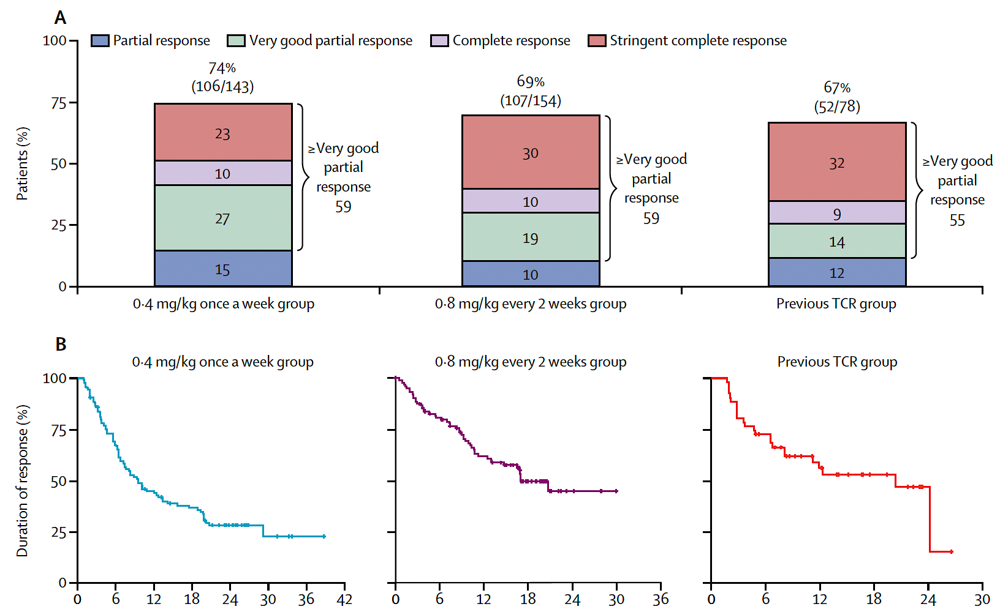 A
Partial response
Very good partial response
Complete response
Stringent complete response
Patients (%)
100
75
50
25
0
74%
(106/143)
23
10
27
15
≥Very good
partial
response
59
69%
(107/154)
30
10
19
10
≥Very good
partial
response
59
67%
(52/78)
32
9
14
12
≥Very good
partial
response
55
0·4 mg/kg once a week group
0·8 mg/kg every 2 weeks group
Previous TCR group
B
0·4 mg/kg once a week group
0·8 mg/kg every 2 weeks group
Previous TCR group
Duration of response (%)
100
75
50
25
0
0 6 12 18 24 30 36 42
0 6 12 18 24 30 36
0 6 12 18 24 30